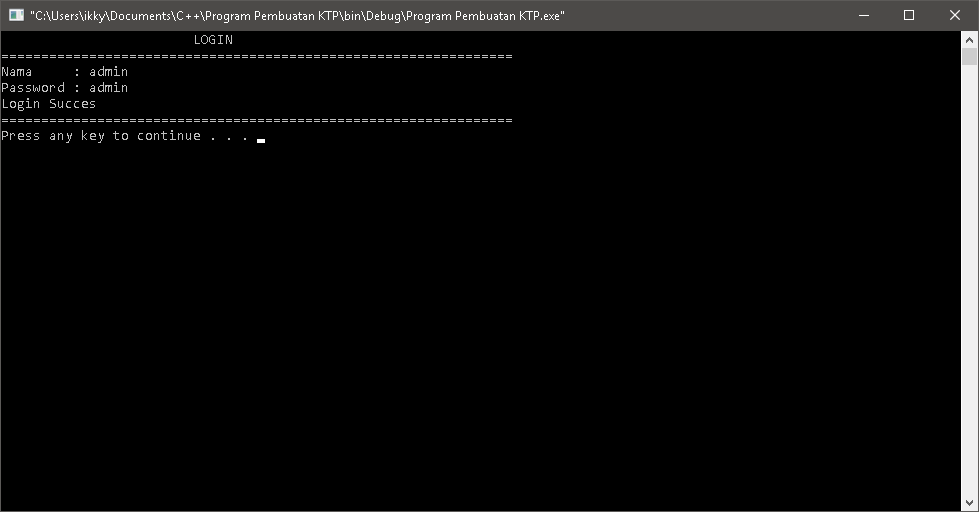 "C:\Users\ikky\Documents\C++\Program Pembuatan KTP\bin\Debug\Program Pembuatan KTP.exe"
LOGIN
================================================================
Nama     : admin
Password : admin
Login Succes
================================================================
Press any key to continue . . .